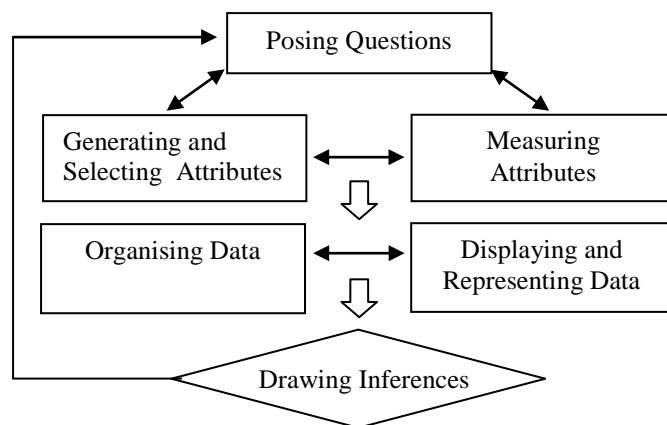 Posing Questions
Generating and
Selecting Attributes
Measuring
Attributes
Organising Data
Displaying and
Representing Data
Drawing Inferences